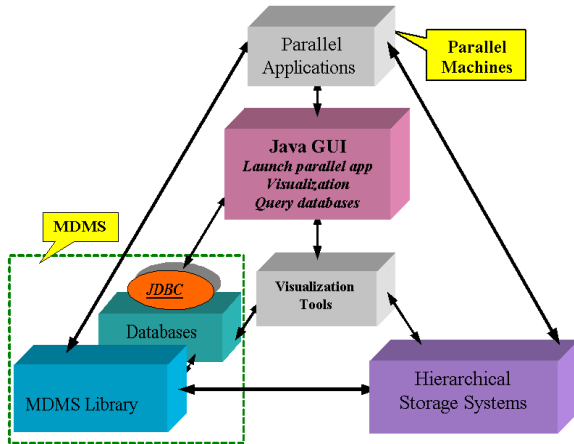 Parallel
Applications
Parallel
Machines
Java GUI
Launch parallel app
Visualization
Query databases
MDMS
JDBC
Databases
Visualization
Tools
MDMS Library
Hierarchical
Storage Systems